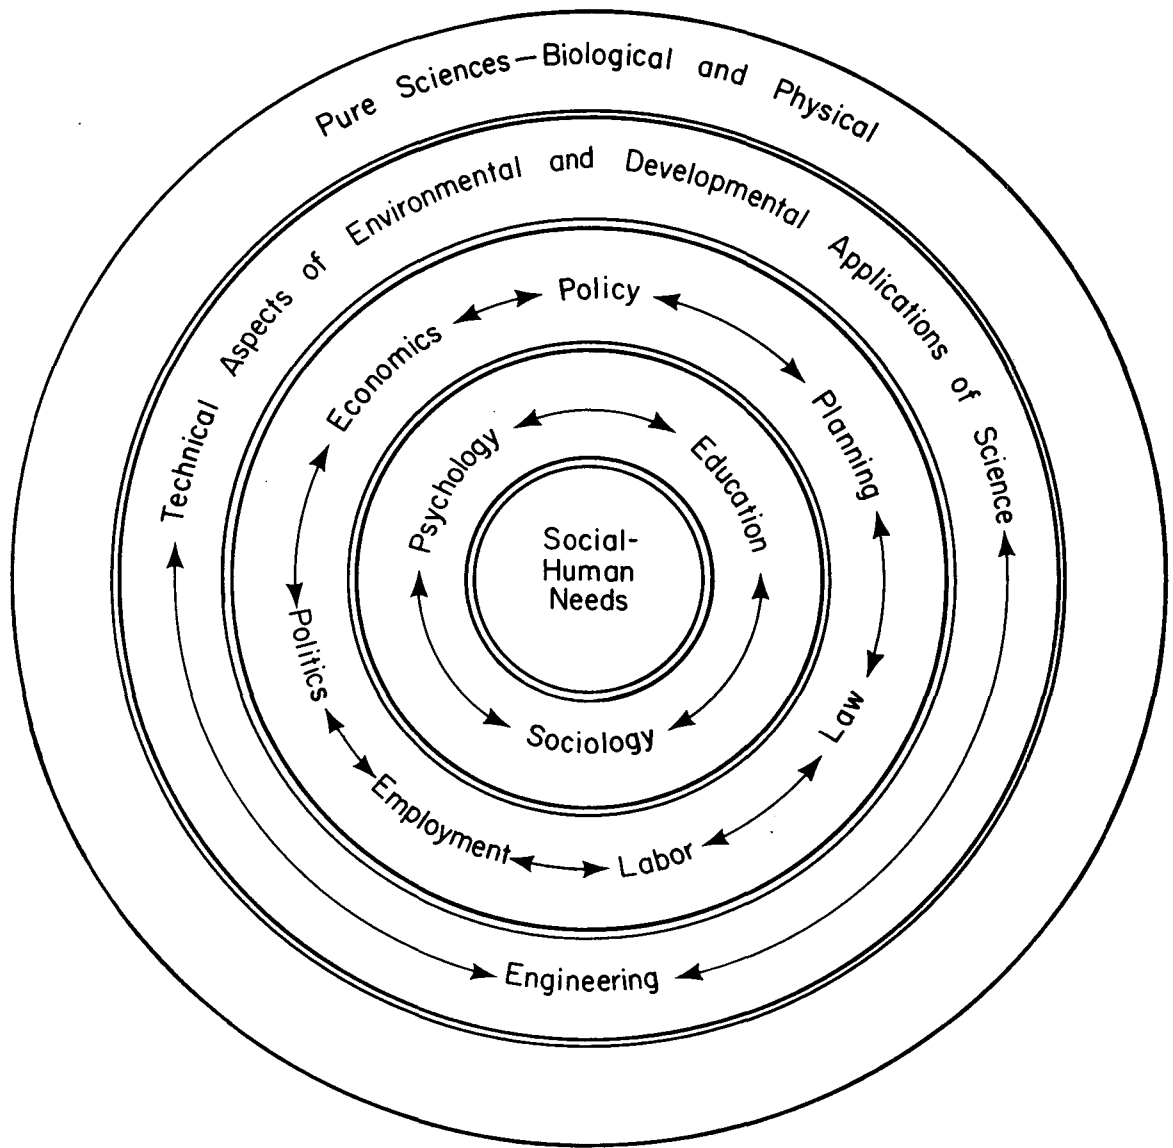 Pure Sciences—Biological and Physical
Technical Aspects of Environmental and Developmental Applications of Science
Engineering
Policy
Planning
Law
Labor
Employment
Politics
Economics
Psychology
Education
Sociology
Social-
Human
Needs